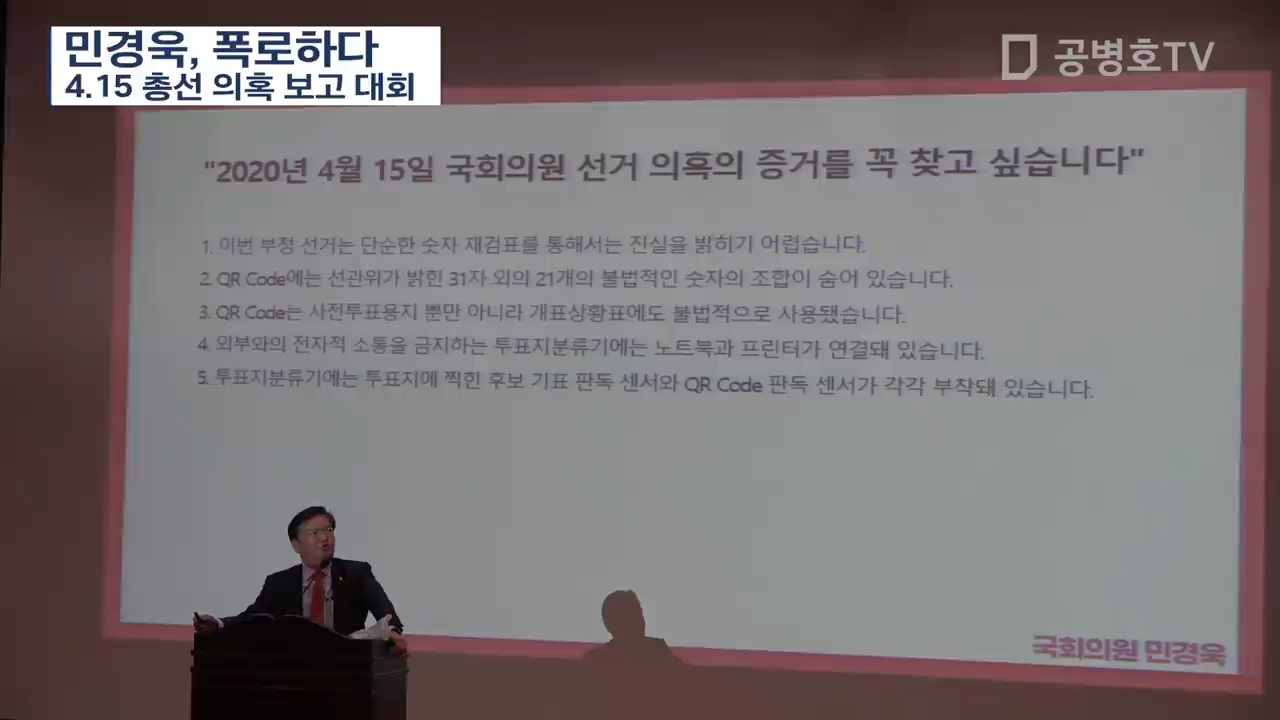 민경욱, 폭로하다
4.15 총선 의혹 보고 대회
공병호TV
"2020년 4월 15일 국회의원 선거 의혹의 증거를 꼭 찾고 싶습니다"
1. 이번 부정 선거는 단순한 숫자 재검표를 통해서는 진실을 밝히기 어렵습니다.
2. QR Code에는 선관위가 밝힌 31자 외의 21개의 불법적인 숫자의 조합이 숨어 있습니다.
3. QR Code는 사전투표용지 뿐만 아니라 개표상황표에도 불법적으로 사용됐습니다.
4. 외부와의 전자적 소통을 금지하는 투표지분류기에는 노트북과 프린터가 연결돼 있습니다.
5. 투표지분류기에는 투표지에 찍힌 후보 기표 판독 센서와 QR Code 판독 센서가 각각 부착돼 있습니다.
국회의원 민경욱